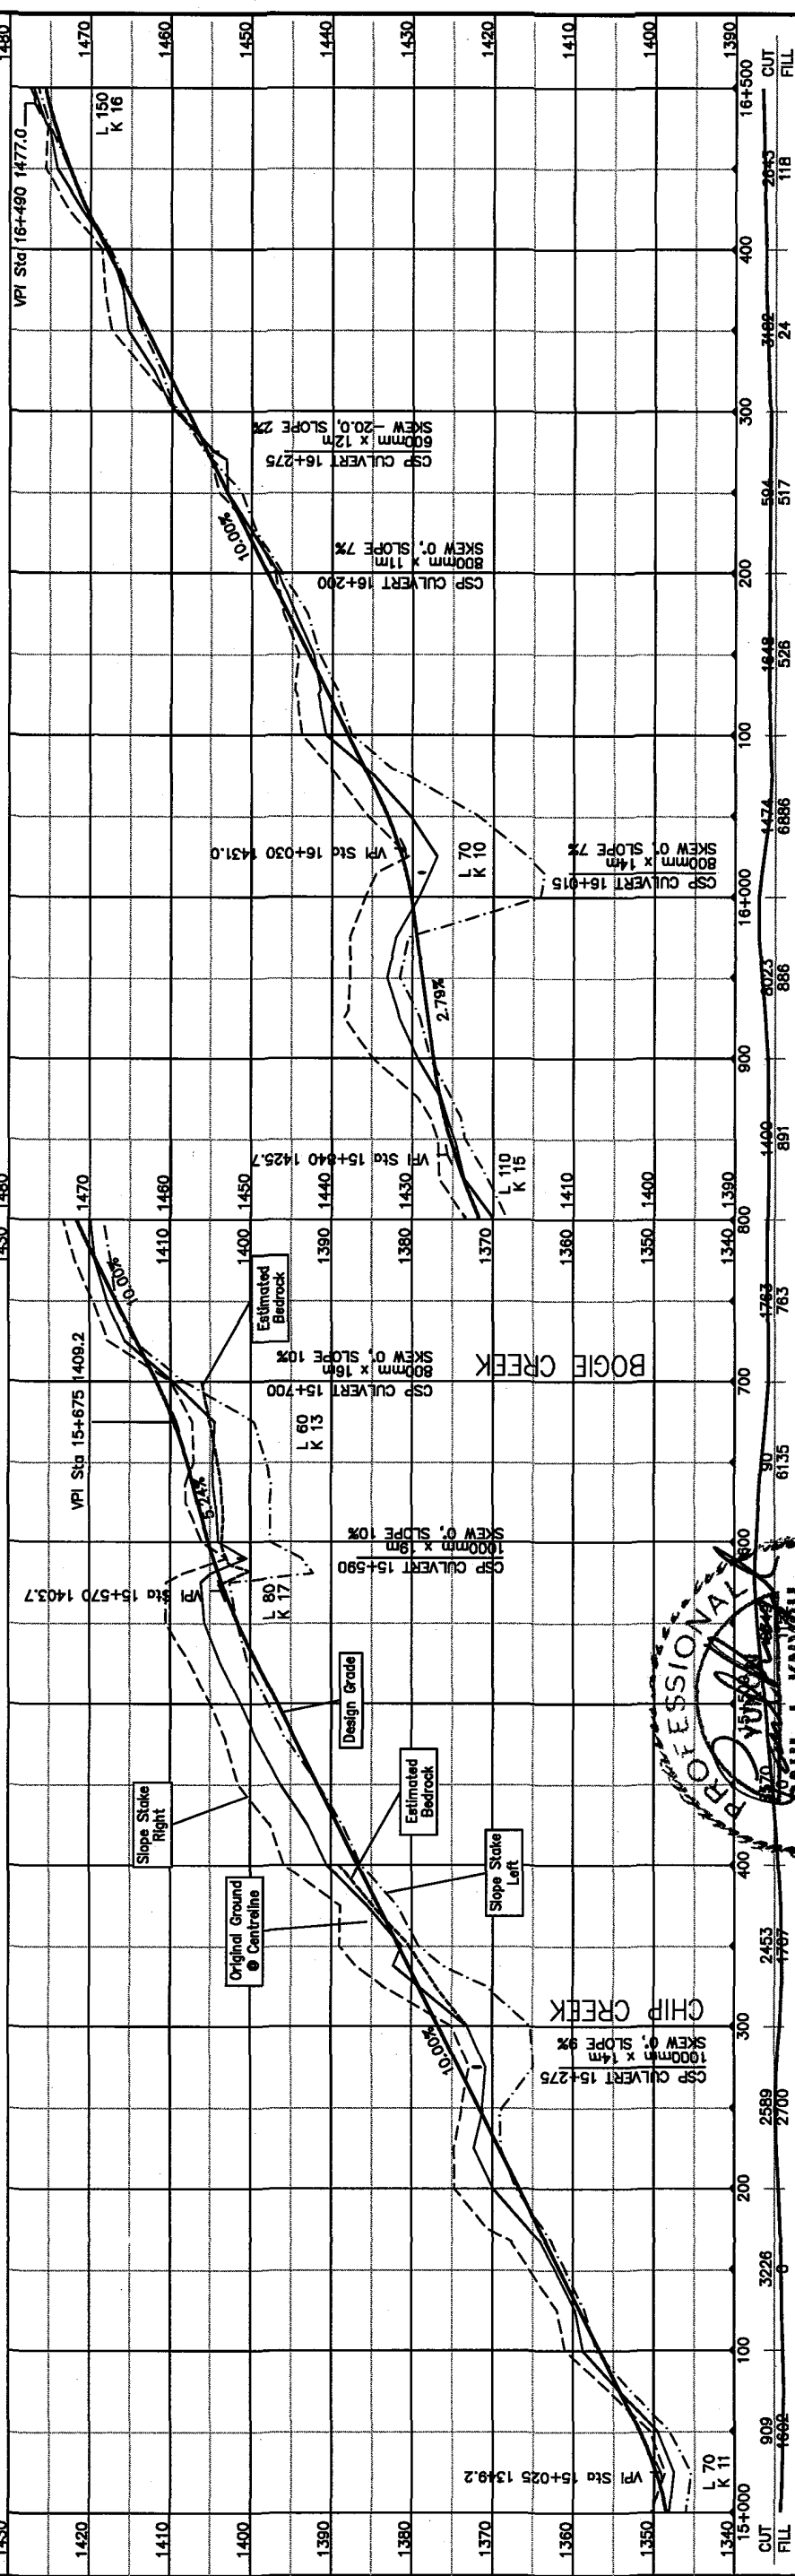 1480
1470
1460
1450
1440
1430
1420
1410
1400
1390
VPI Sta 16+490 1477.0
L 150
K 16
16+500
CUT
FILL
2643
118
400
3182
24
300
CSP CULVERT 16+275
600mm x 12m
SKEW -20.0, SLOPE 2%
594
517
10.00%
CSP CULVERT 16+200
800mm x 11m
SKEW 0°, SLOPE 7%
200
1648
526
100
VPI Sta 16+030 1431.0
L 70
K 10
1474
6886
CSP CULVERT 16+015
800mm x 14m
SKEW 0°, SLOPE 7%
16+000
8023
886
2.79%
900
VPI Sta 15+840 1425.7
L 110
K 15
1400
891
1480
1470
1460
1450
1440
1430
1420
1410
1400
1390
800
1430
1410
1400
1390
1380
1370
1360
1350
1340
10.00%
1763
763
Estimated
Bedrock
VPI Sta 15+675 1409.2
CSP CULVERT 15+700
800mm x 16m
SKEW 0°, SLOPE 10%
BOGIE CREEK
700
L 60
K 13
90
6135
5.24%
600
CSP CULVERT 15+590
1000mm x 19m
SKEW 0°, SLOPE 10%
VPI Sta 15+570 1403.7
L 80
K 17
PROFESSIONAL
YUKON
Design Grade
Slope Stake
Right
Estimated
Bedrock
400
Slope Stake
Left
Original Ground
@ Centreline
2453
1787
CHIP CREEK
300
10.00%
CSP CULVERT 15+275
1000mm x 14m
SKEW 0°, SLOPE 9%
2589
2700
200
3226
0
100
909
1602
VPI Sta 15+025 1349.2
L 70
K 11
15+000
1430
1420
1410
1400
1390
1380
1370
1360
1350
1340
CUT
FILL